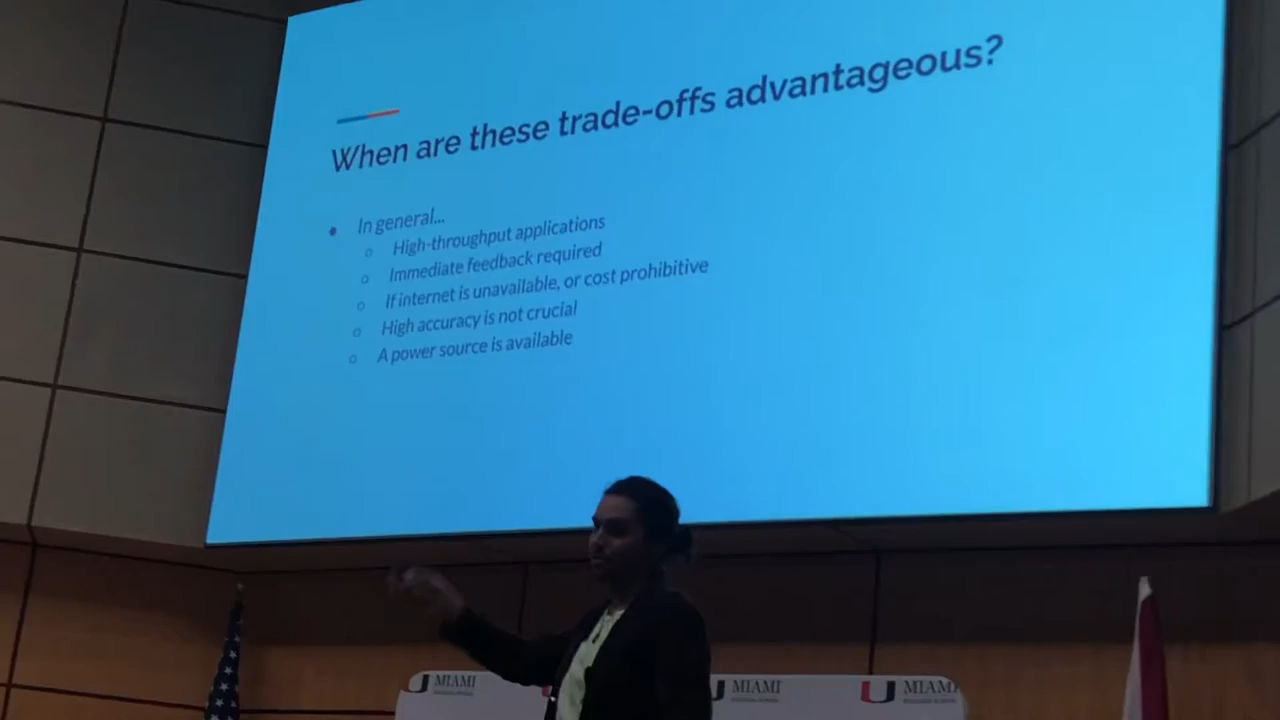 When are these trade-offs advantageous?
In general...
High-throughput applications
Immediate feedback required
If internet is unavailable, or cost prohibitive
High accuracy is not crucial
A power source is available
MIAMI
MIAMI
MIAMI